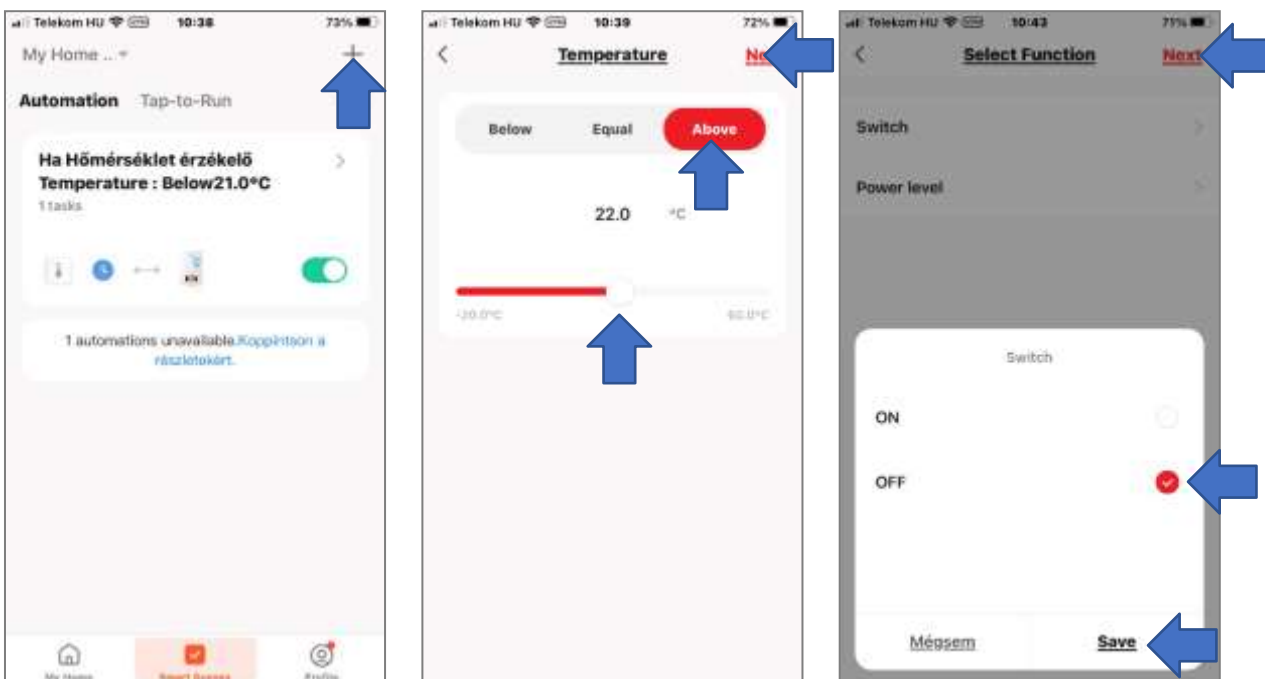 Telekom HU 10:38 73%
My Home ..
Automation Tap-to-Run
Ha Hőmérséklet érzékelő
Temperature : Below21.0°C
1 tasks
1 automations unavailable.Koppintson a
részletekért.
My Home Smart Scenes Profile
Telekom HU 10:39 72%
Temperature
Below Equal Above
22.0 °C
60.0°C
Telekom HU 10:43 71%
Select Function Next
Switch
Power level
Switch
ON
OFF
Mégsem Save